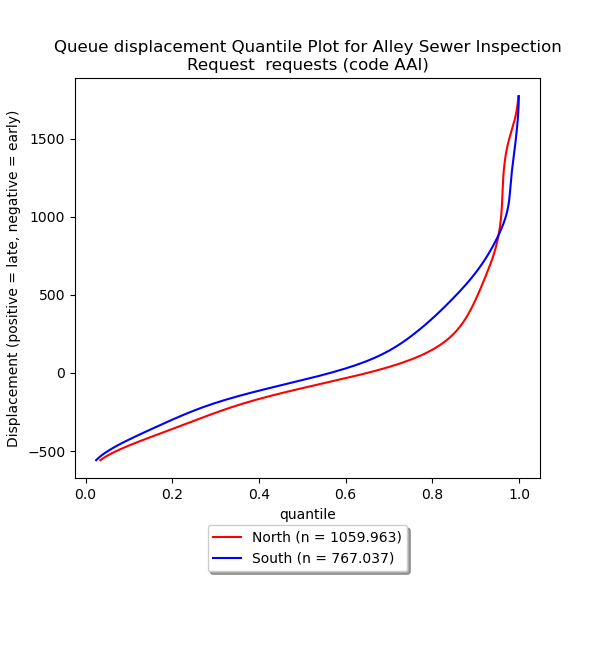 Queue displacement Quantile Plot for Alley Sewer Inspection
Request  requests (code AAI)
Displacement (positive = late, negative = early)
1500
1000
500
0
−500
0.0 0.2 0.4 0.6 0.8 1.0
quantile
North (n = 1059.963)
South (n = 767.037)